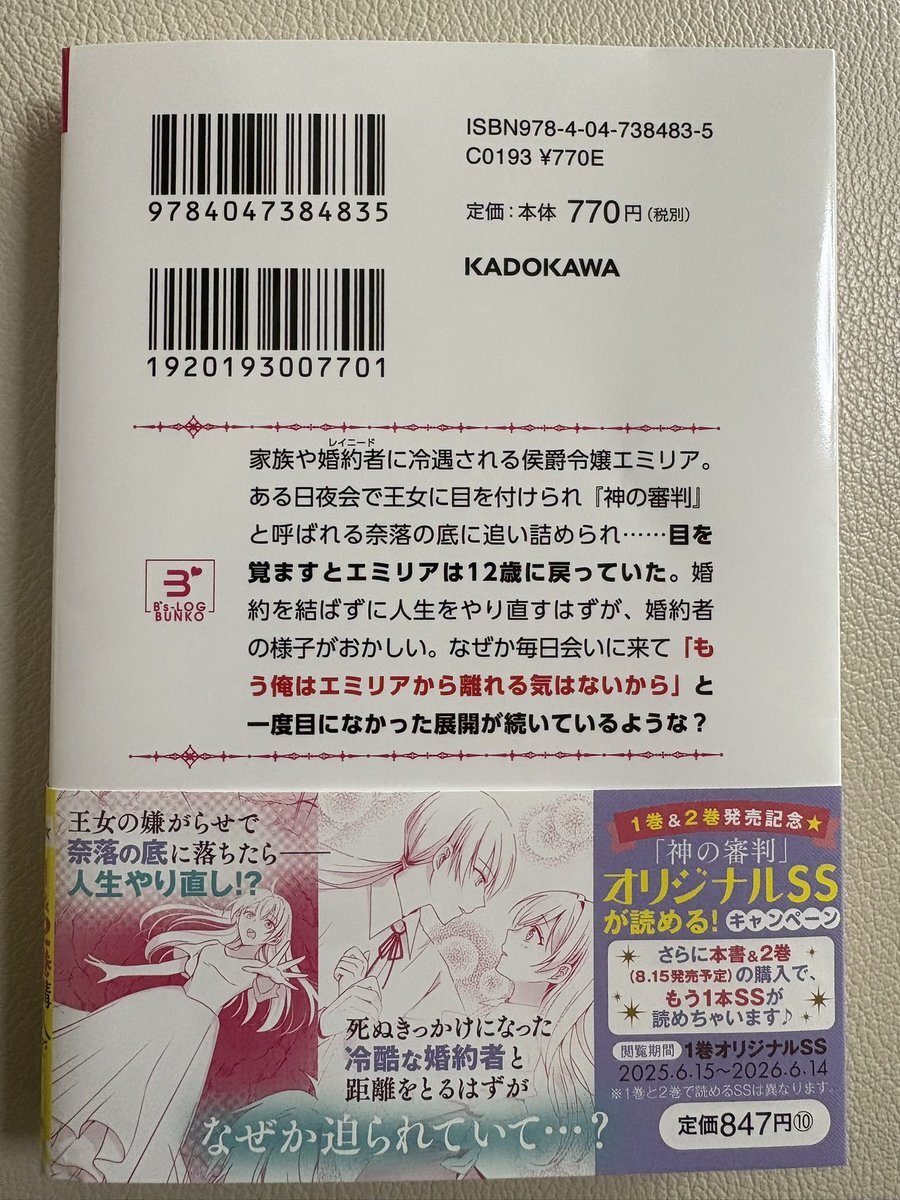 9784047384835
ISBN978-4-04-738483-5
C0193 ¥770E
定価：本体 770円（税別）
KADOKAWA
1920193007701
レイニード
家族や婚約者に冷遇される侯爵令嬢エミリア。
ある日夜会で王女に目を付けられ『神の審判』
と呼ばれる奈落の底に追い詰められ……目を
覚ますとエミリアは12歳に戻っていた。婚
約を結ばずに人生をやり直すはずが、婚約者
の様子がおかしい。なぜか毎日会いに来て「も
う俺はエミリアから離れる気はないから」と
一度目になかった展開が続いているような？
B's-LOG
BUNKO
王女の嫌がらせで
奈落の底に落ちたら――
人生やり直し!?
死ぬきっかけになった
冷酷な婚約者と
距離をとるはずが
なぜか迫られていて…？
1巻&2巻発売記念★
「神の審判」
オリジナルSS
が読める！キャンペーン
さらに本書&2巻
(8.15発売予定)の購入で、
もう1本SSが
読めちゃいます♪
閲覧期間 1巻オリジナルSS
2025.6.15～2026.6.14
※1巻と2巻で読めるSSは異なります
定価847円⑩